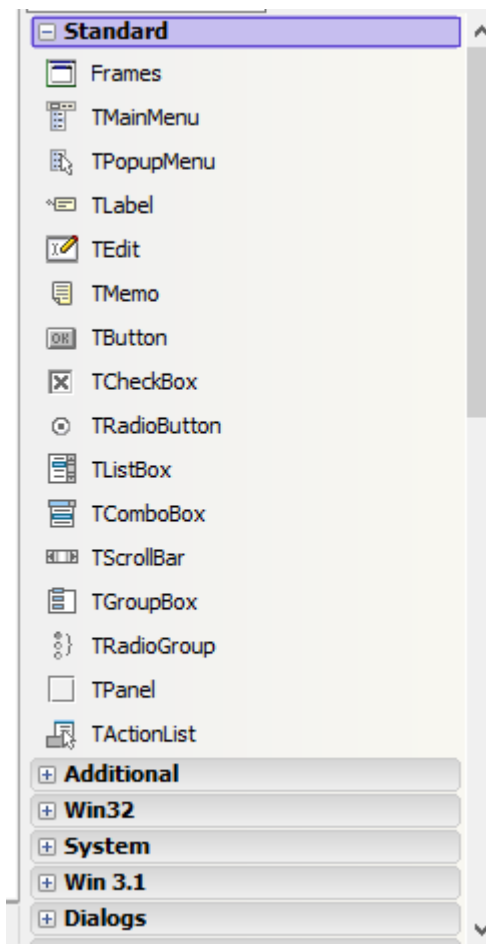 Standard
Frames
TMainMenu
TPopupMenu
TLabel
TEdit
TMemo
TButton
TCheckBox
TRadioButton
TListBox
TComboBox
TScrollBar
TGroupBox
TRadioGroup
TPanel
TActionList
Additional
Win32
System
Win 3.1
Dialogs